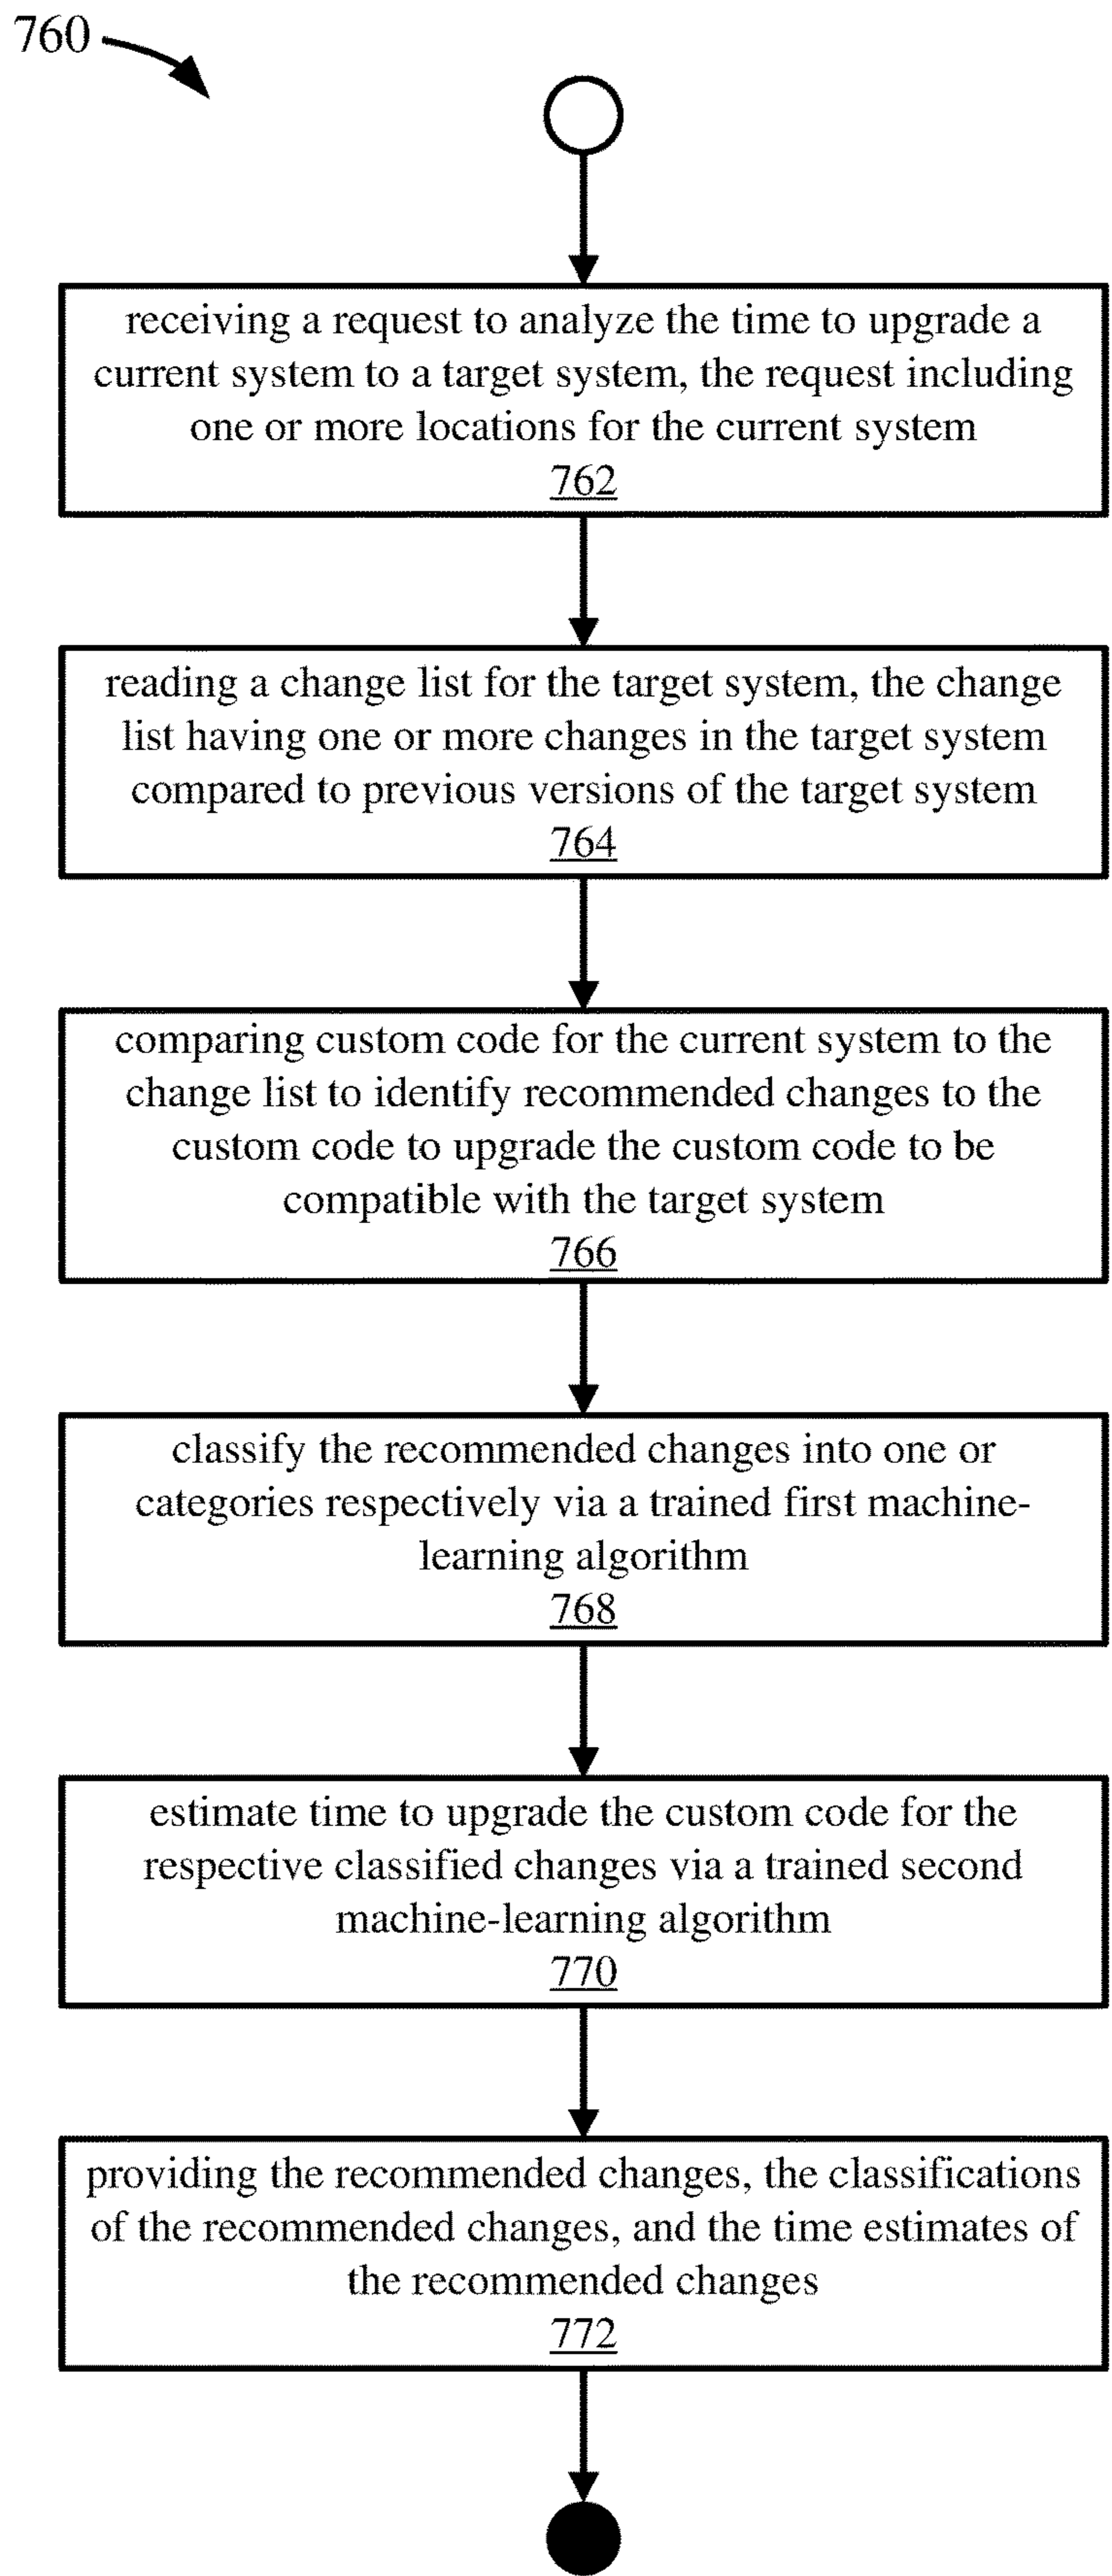 760
receiving a request to analyze the time to upgrade a
current system to a target system, the request including
one or more locations for the current system
762
reading a change list for the target system, the change
list having one or more changes in the target system
compared to previous versions of the target system
764
comparing custom code for the current system to the
change list to identify recommended changes to the
custom code to upgrade the custom code to be
compatible with the target system
766
classify the recommended changes into one or
categories respectively via a trained first machine-
learning algorithm
768
estimate time to upgrade the custom code for the
respective classified changes via a trained second
machine-learning algorithm
770
providing the recommended changes, the classifications
of the recommended changes, and the time estimates of
the recommended changes
772